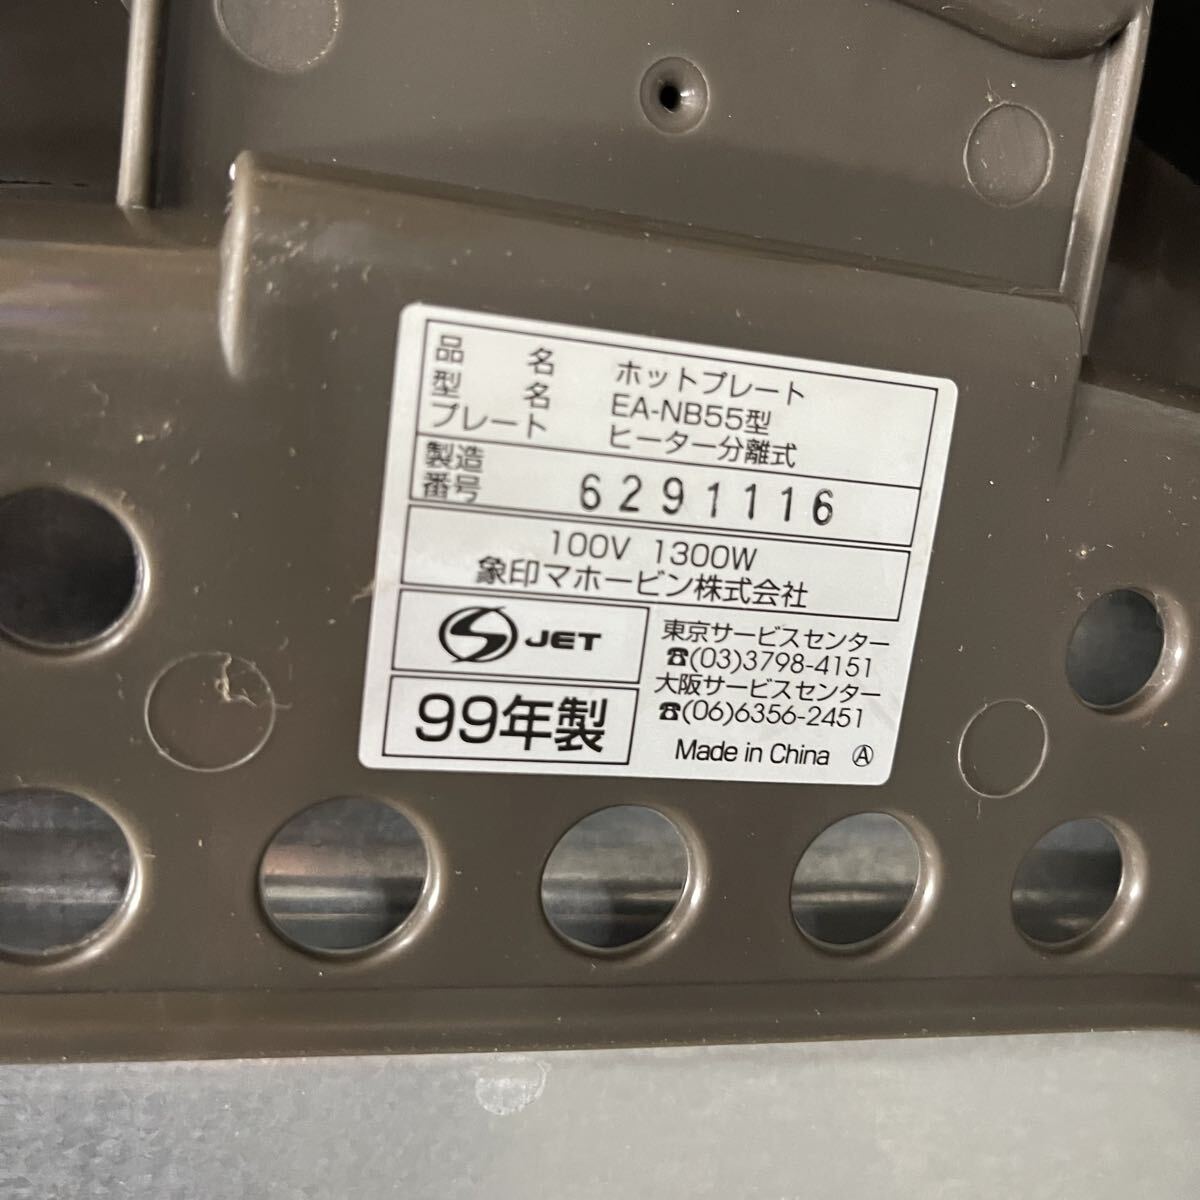 品名 ホットプレート
型名 EA-NB55型
プレート ヒーター分離式
製造番号 6291116
100V 1300W
象印マホービン株式会社
S JET
99年製
東京サービスセンター
☎(03)3798-4151
大阪サービスセンター
☎(06)6356-2451
Made in China Ⓐ